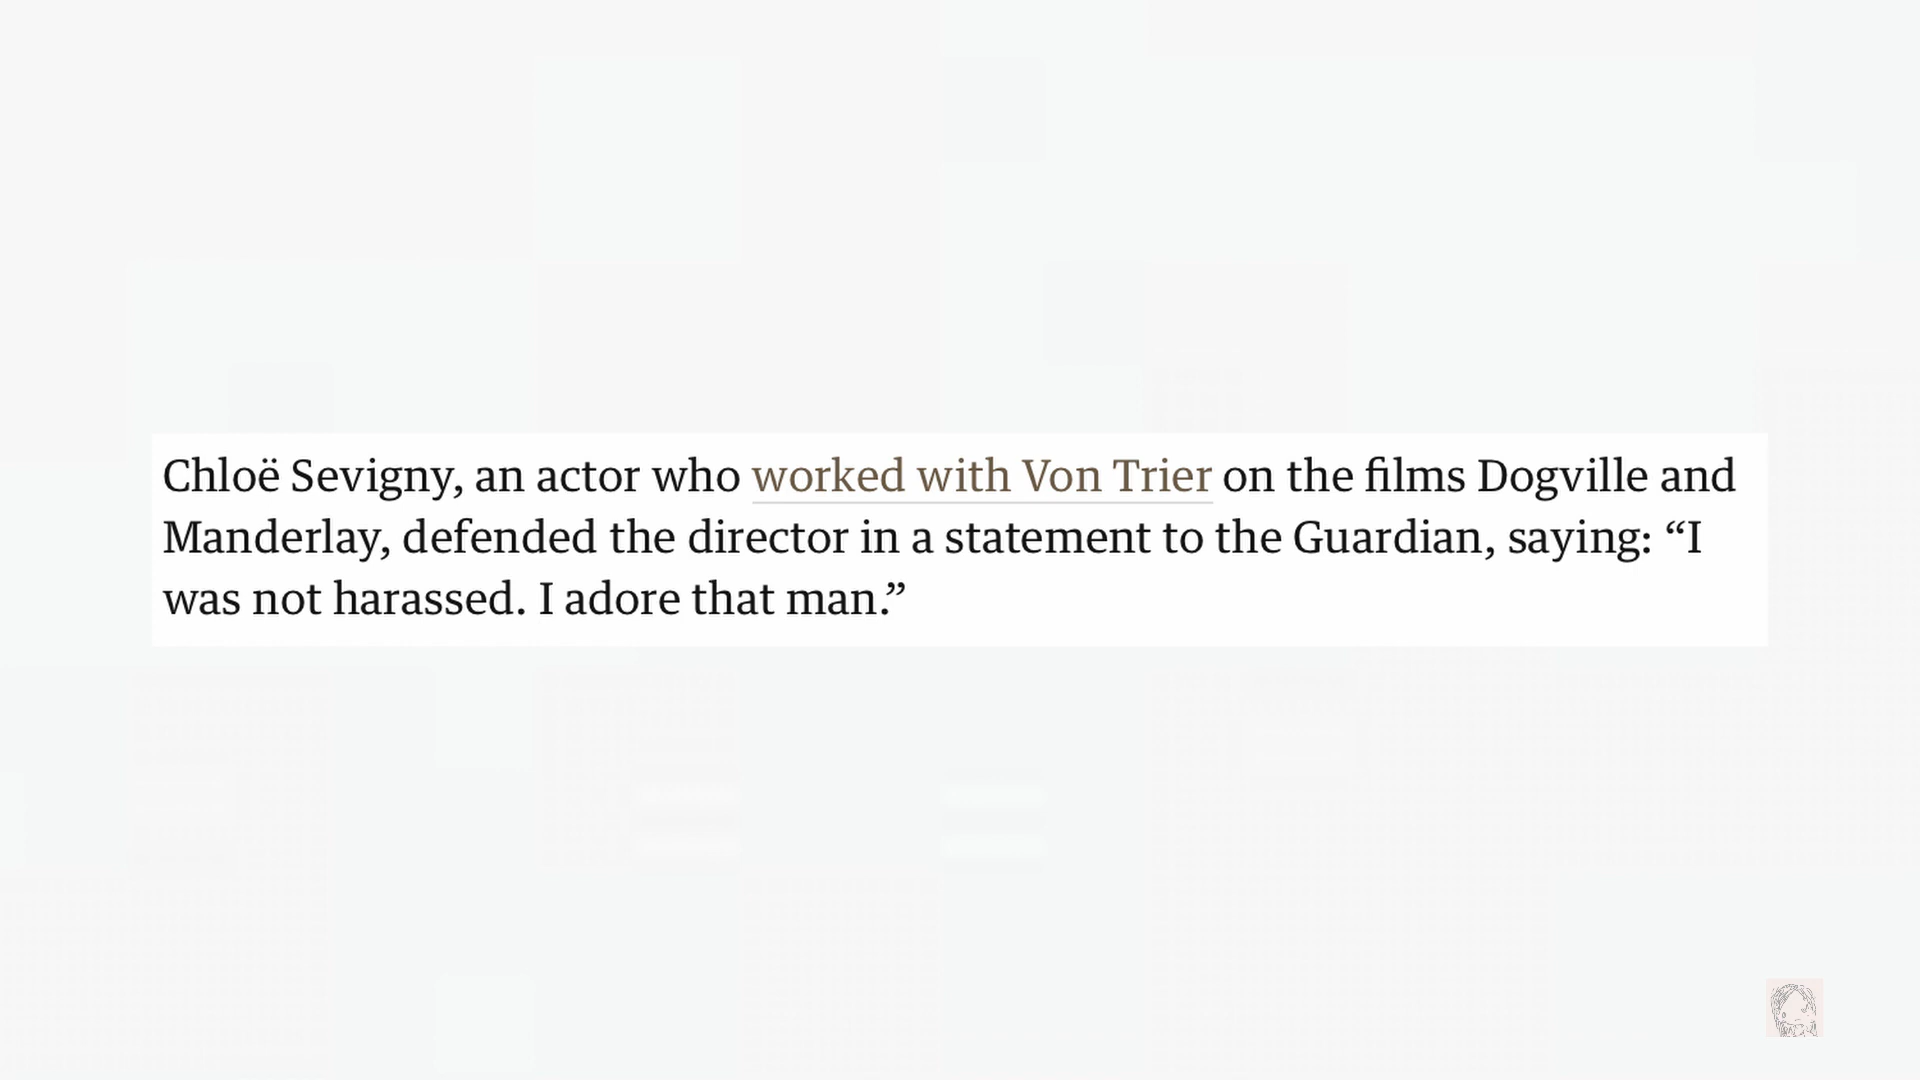 Chloë Sevigny, an actor who worked with Von Trier on the films Dogville and
Manderlay, defended the director in a statement to the Guardian, saying: “I
was not harassed. I adore that man.”